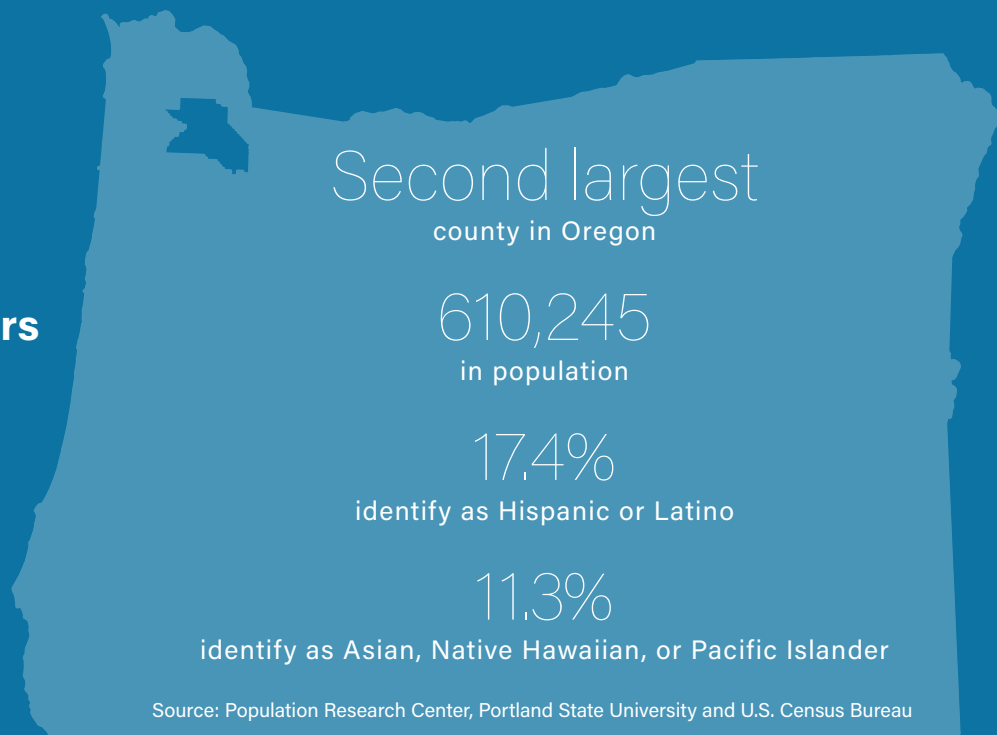 Second largest
county in Oregon
rs
610,245
in population
17.4%
identify as Hispanic or Latino
11.3%
identify as Asian, Native Hawaiian, or Pacific Islander
Source: Population Research Center, Portland State University and U.S. Census Bureau